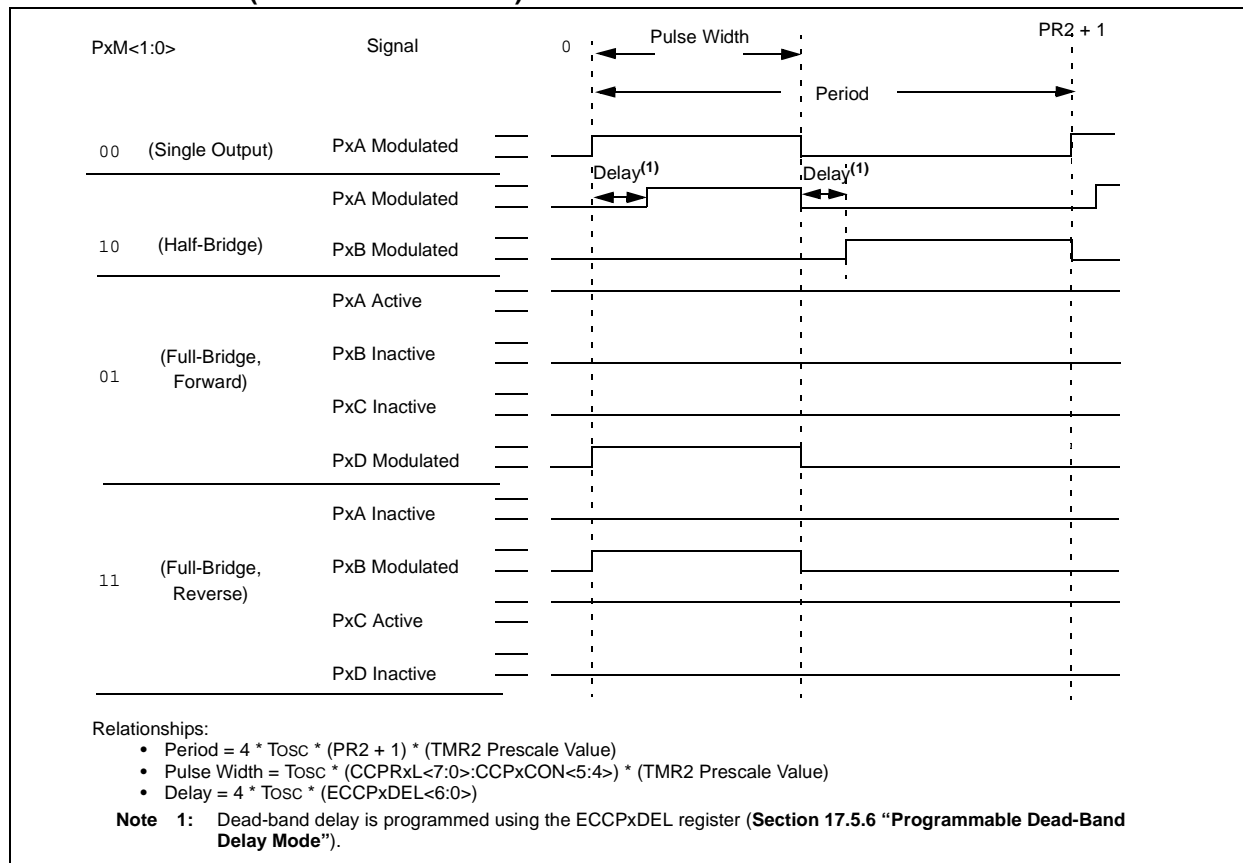 PxM<1:0>
Signal
0
Pulse Width
PR2 + 1
Period
00 (Single Output) PxA Modulated
Delay(1) Delay(1)
PxA Modulated
10 (Half-Bridge) PxB Modulated
PxA Active
PxB Inactive
01 (Full-Bridge,
Forward)
PxC Inactive
PxD Modulated
PxA Inactive
11 (Full-Bridge,
Reverse)
PxB Modulated
PxC Active
PxD Inactive
Relationships:
• Period = 4 * TOSC * (PR2 + 1) * (TMR2 Prescale Value)
• Pulse Width = TOSC * (CCPRxL<7:0>:CCPxCON<5:4>) * (TMR2 Prescale Value)
• Delay = 4 * TOSC * (ECCPxDEL<6:0>)
Note 1: Dead-band delay is programmed using the ECCPxDEL register (Section 17.5.6 “Programmable Dead-Band
Delay Mode”).